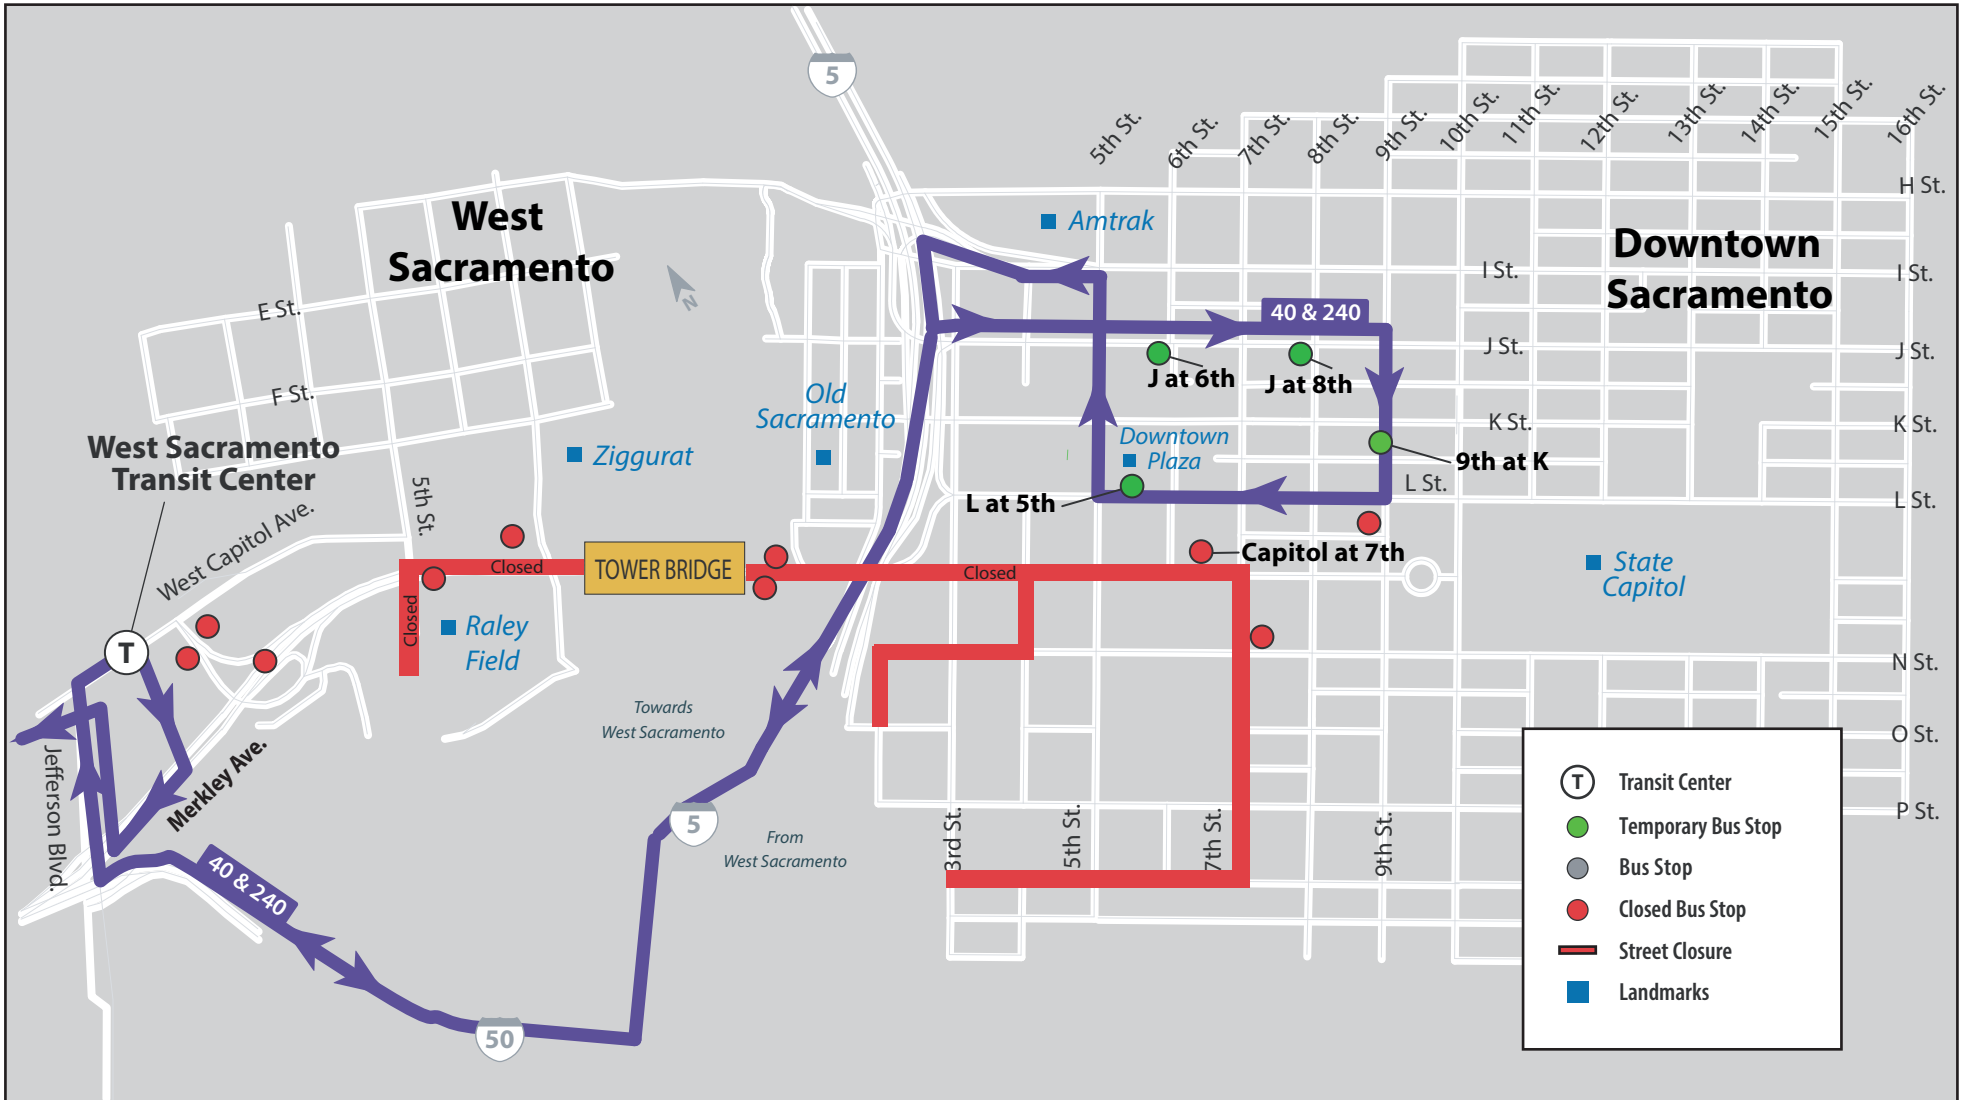 5
5th St.
6th St.
7th St.
8th St.
9th St.
10th St.
11th St.
12th St.
13th St.
14th St.
15th St.
16th St.
H St.
West
Sacramento
Amtrak
Downtown
Sacramento
N
I St.
I St.
E St.
40 & 240
J St.
J St.
J at 6th
J at 8th
F St.
Old
Sacramento
K St.
K St.
West Sacramento
Transit Center
Ziggurat
Downtown
Plaza
9th at K
L St.
L St.
L at 5th
5th St.
West Capitol Ave.
Closed
TOWER BRIDGE
Closed
Capitol at 7th
State
Capitol
Closed
Raley
Field
T
N St.
Towards
West Sacramento
O St.
Jefferson Blvd.
Merkley Ave.
5
From
West Sacramento
3rd St.
5th St.
7th St.
9th St.
P St.
40 & 240
50
T
Transit Center
Temporary Bus Stop
Bus Stop
Closed Bus Stop
Street Closure
Landmarks